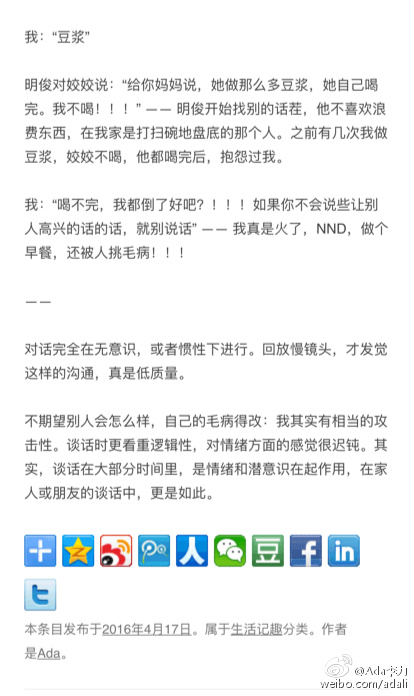 我：“豆浆”
明俊对姣姣说：“给你妈妈说，她做那么多豆浆，她自己喝
完。我不喝！！！” —— 明俊开始找别的话茬，他不喜欢浪
费东西，在我家是打扫碗地盘底的那个人。之前有几次我做
豆浆，姣姣不喝，他都喝完后，抱怨过我。
我：“喝不完，我都倒了好吧？！！！如果你不会说些让别
人高兴的话的话，就别说话” —— 我真是火了，NND，做个
早餐，还被人挑毛病！！！
——
对话完全在无意识，或者惯性下进行。回放慢镜头，才发觉
这样的沟通，真是低质量。
不期望别人会怎么样，自己的毛病得改：我其实有相当的攻
击性。谈话时更看重逻辑性，对情绪方面的感觉很迟钝。其
实，谈话在大部分时间里，是情绪和潜意识在起作用，在家
人或朋友的谈话中，更是如此。
人 豆 f in
t
本条目发布于2016年4月17日。属于生活记趣分类。作者
是Ada。
weibo.com/adali